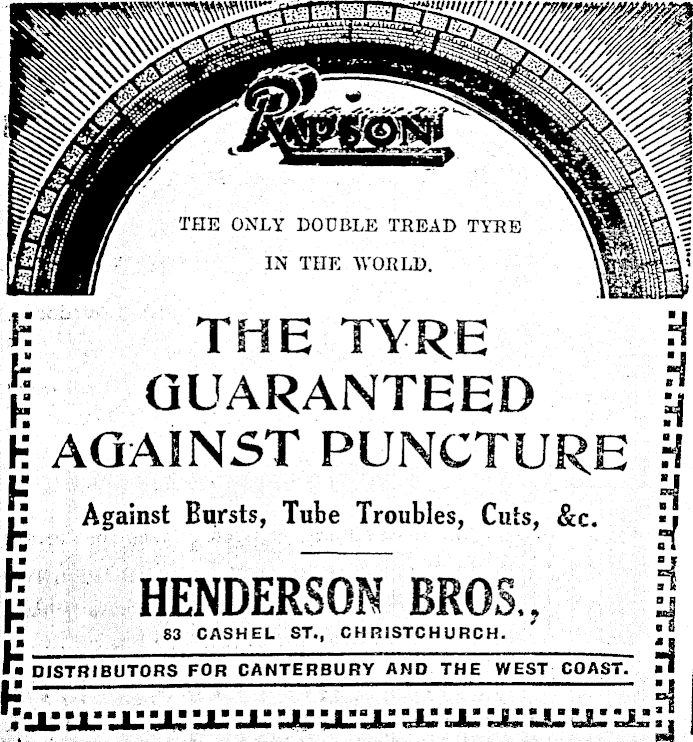 RAPSON
THE ONLY DOUBLE TREAD TYRE
IN THE WORLD.
THE TYRE
GUARANTEED
AGAINST PUNCTURE
Against Bursts, Tube Troubles, Cuts, &c.
HENDERSON BROS.,
83 CASHEL ST., CHRISTCHURCH.
DISTRIBUTORS FOR CANTERBURY AND THE WEST COAST.